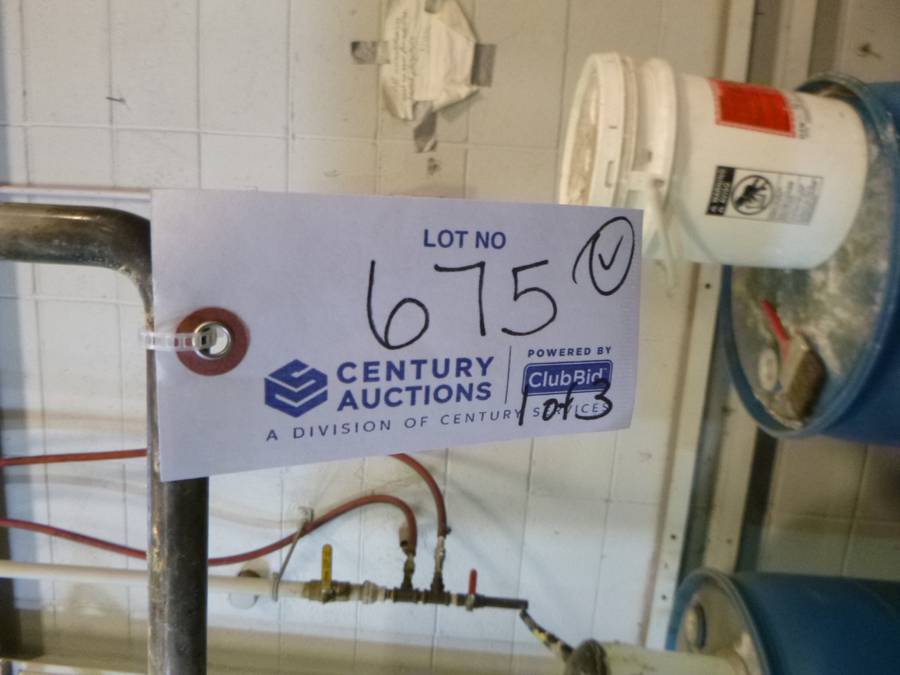 LOT NO
675
CENTURY
AUCTIONS
POWERED BY
ClubBid
1 of 3
A DIVISION OF CENTURY SERVICES